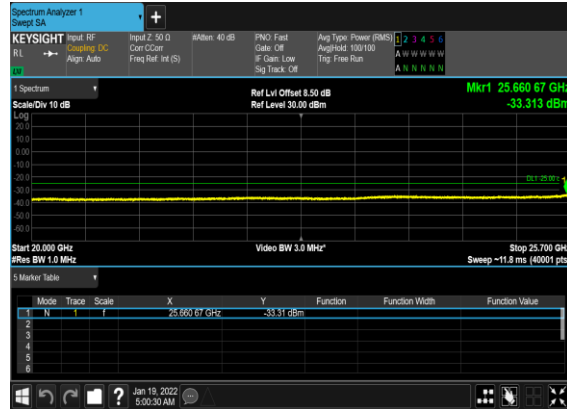 Spectrum Analyzer 1
Swept SA
+
KEYSIGHT Input: RF Input Z: 50 Ω #Atten: 40 dB PNO: Fast Avg Type: Power (RMS) 1 2 3 4 5 6
RL Coupling: DC Corr CCorr Gate: Off Avg|Hold: 100/100 A W W W W W
Align: Auto Freq Ref: Int (S) IF Gain: Low Trig: Free Run
Sig Track: Off A N N N N N
1 Spectrum Ref Lvl Offset 8.50 dB Mkr1 25.660 67 GHz
Scale/Div 10 dB Ref Level 30.00 dBm -33.313 dBm
Log
20.0
10.0
0.00
-10.0
-20.0
-30.0
-40.0
-50.0
-60.0
Start 20.000 GHz Video BW 3.0 MHz* Stop 25.700 GH
#Res BW 1.0 MHz Sweep ~11.8 ms (40001 pts
5 Marker Table
Mode Trace Scale X Y Function Function Width Function Value
1 N 1 f 25.660 67 GHz -33.31 dBm
2
3
4
5
6
? Jan 19, 2022
5:00:30 AM